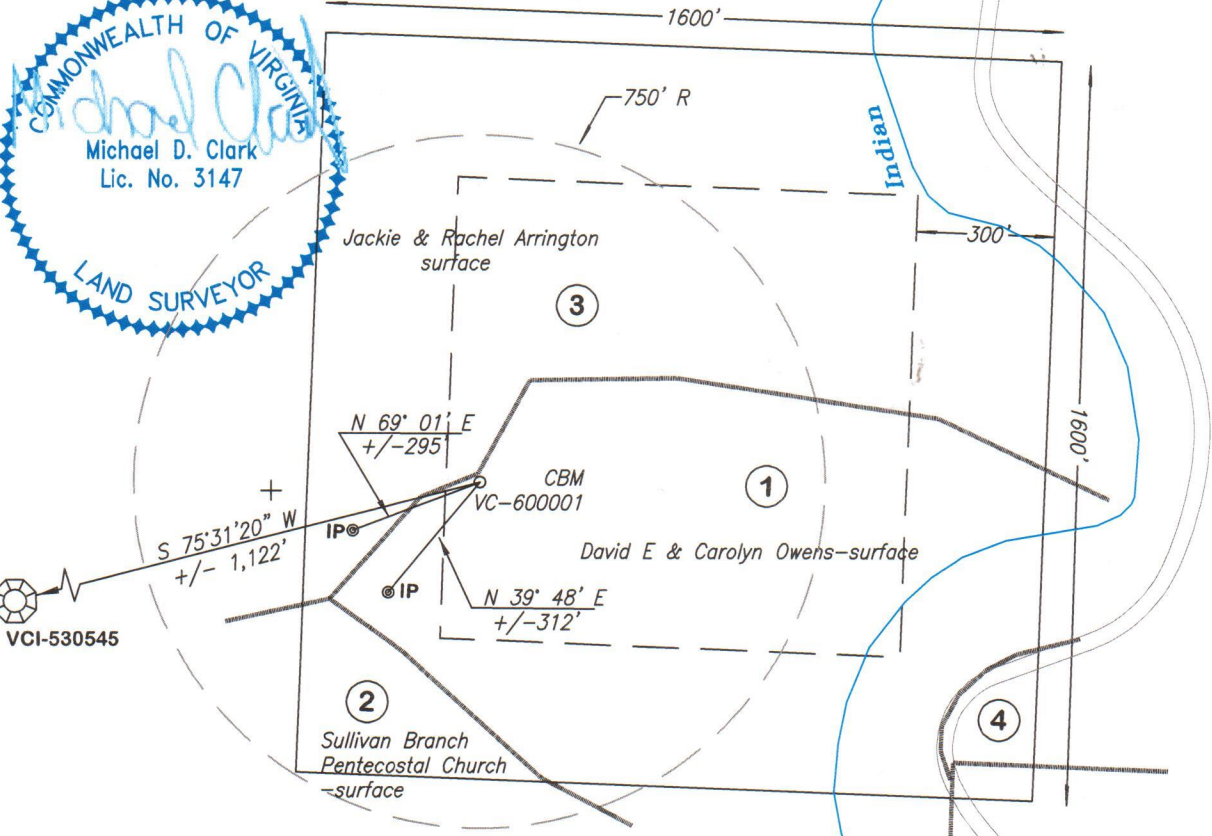 1600'
COMMONWEALTH OF VIRGINIA
Michael D. Clark
Lic. No. 3147
LAND SURVEYOR
750' R
Indian
300'
Jackie & Rachel Arrington
surface
3
N 69° 01' E
+/-295'
1600'
CBM
VC-600001
1
S 75°31'20" W
+/- 1,122'
IP
David E & Carolyn Owens-surface
IP
N 39° 48' E
+/-312'
VCI-530545
2
4
Sullivan Branch
Pentecostal Church
-surface